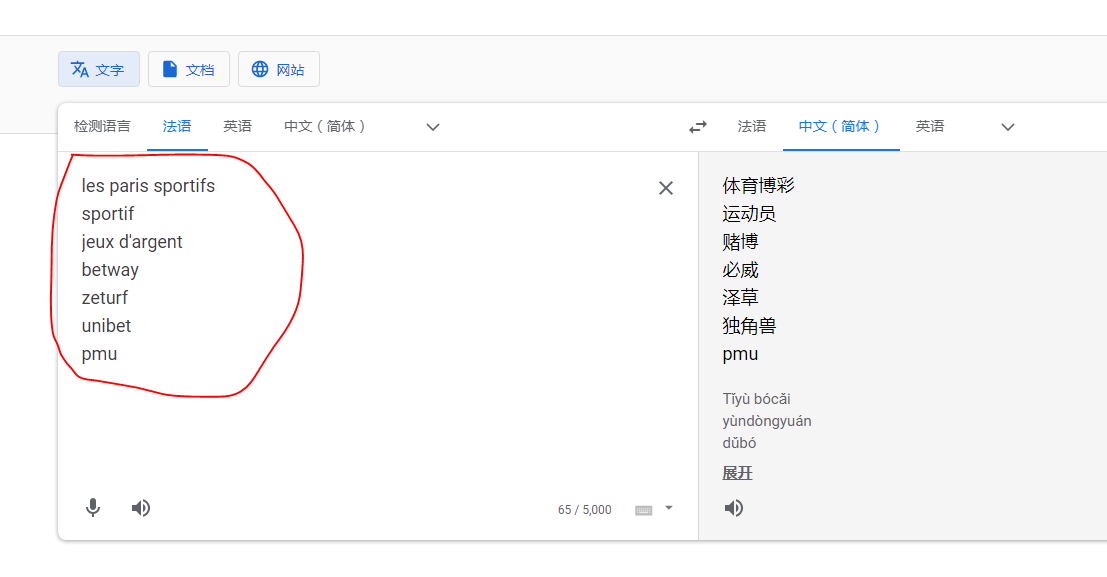 文字 文档 网站
检测语言 法语 英语 中文（简体） 法语 中文（简体） 英语
les paris sportifs
sportif
jeux d'argent
betway
zeturf
unibet
pmu
65 / 5,000
体育博彩
运动员
赌博
必威
泽草
独角兽
pmu
Tǐyù bócǎi
yùndòngyuán
dǔbó
展开